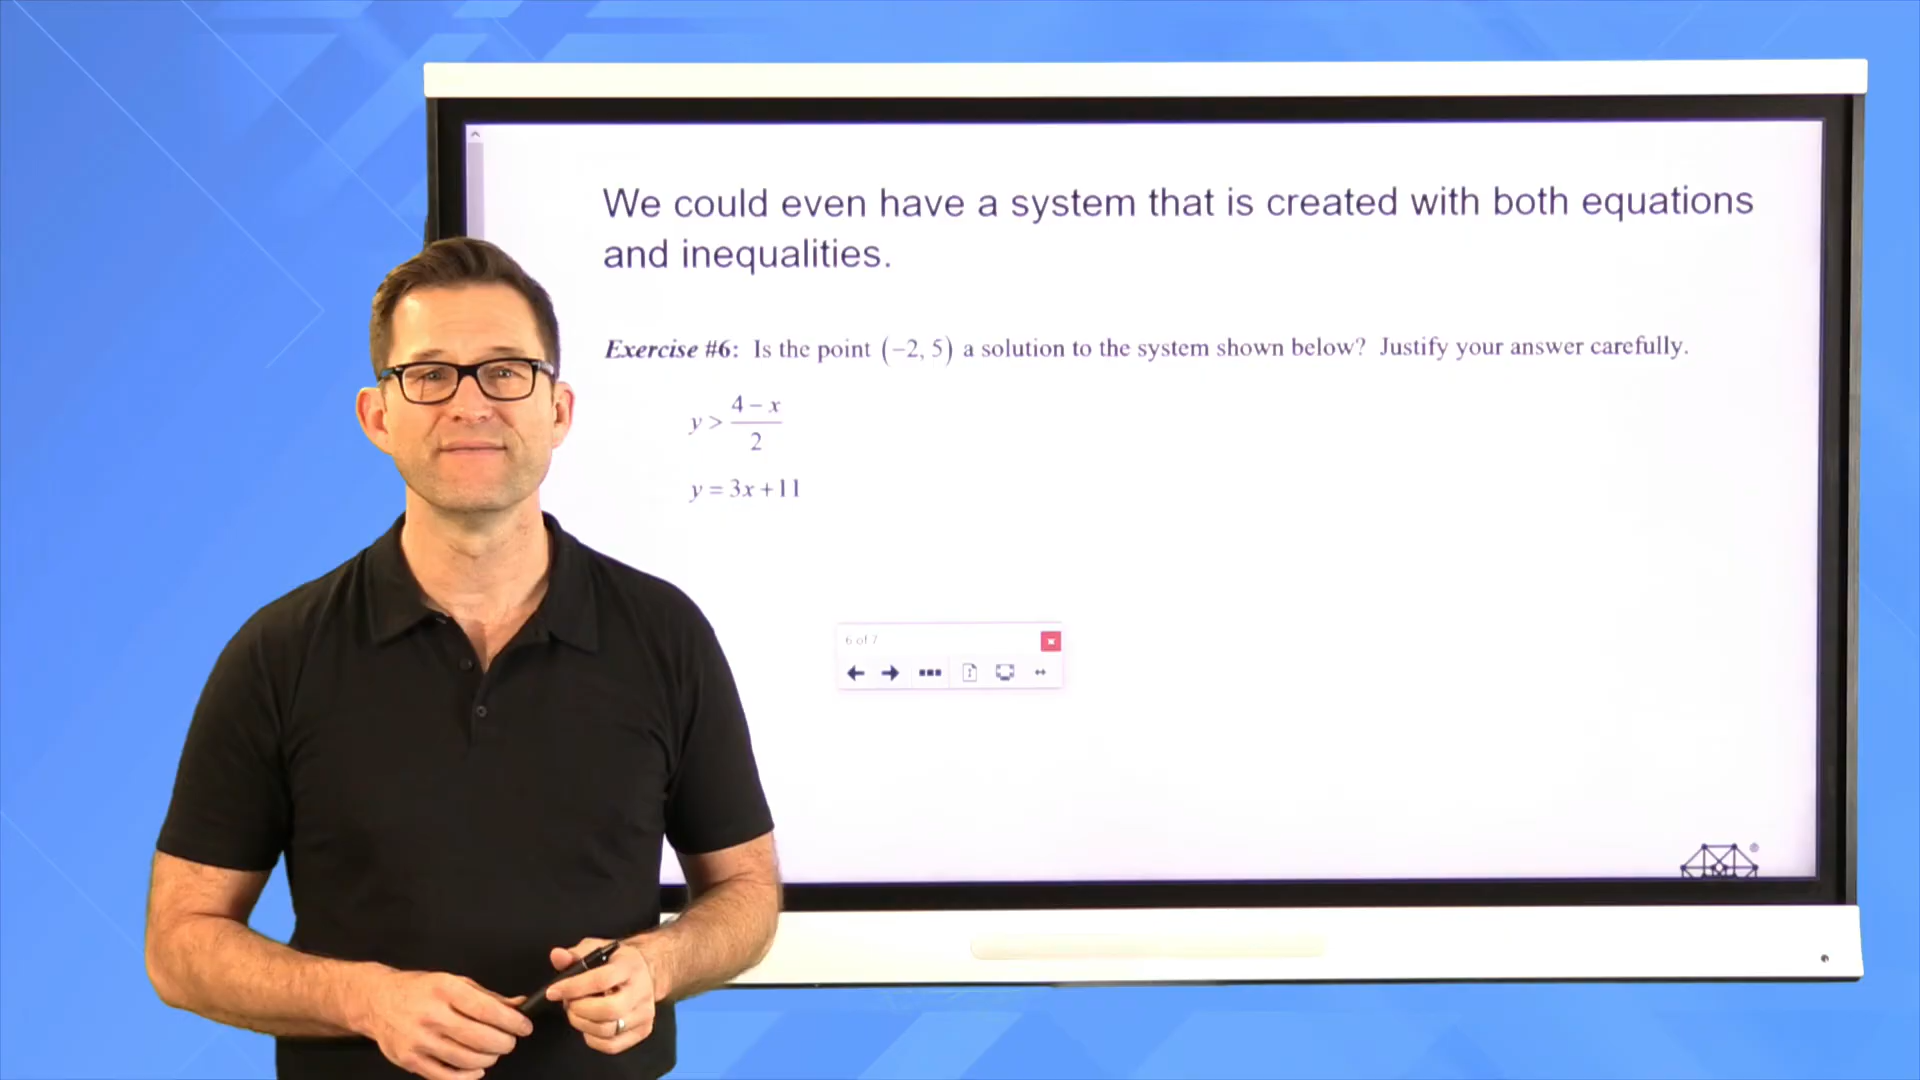 We could even have a system that is created with both equations
and inequalities.
Exercise #6: Is the point (−2, 5) a solution to the system shown below? Justify your answer carefully.
y > (4 − x)/2
y = 3x + 11
6 of 7